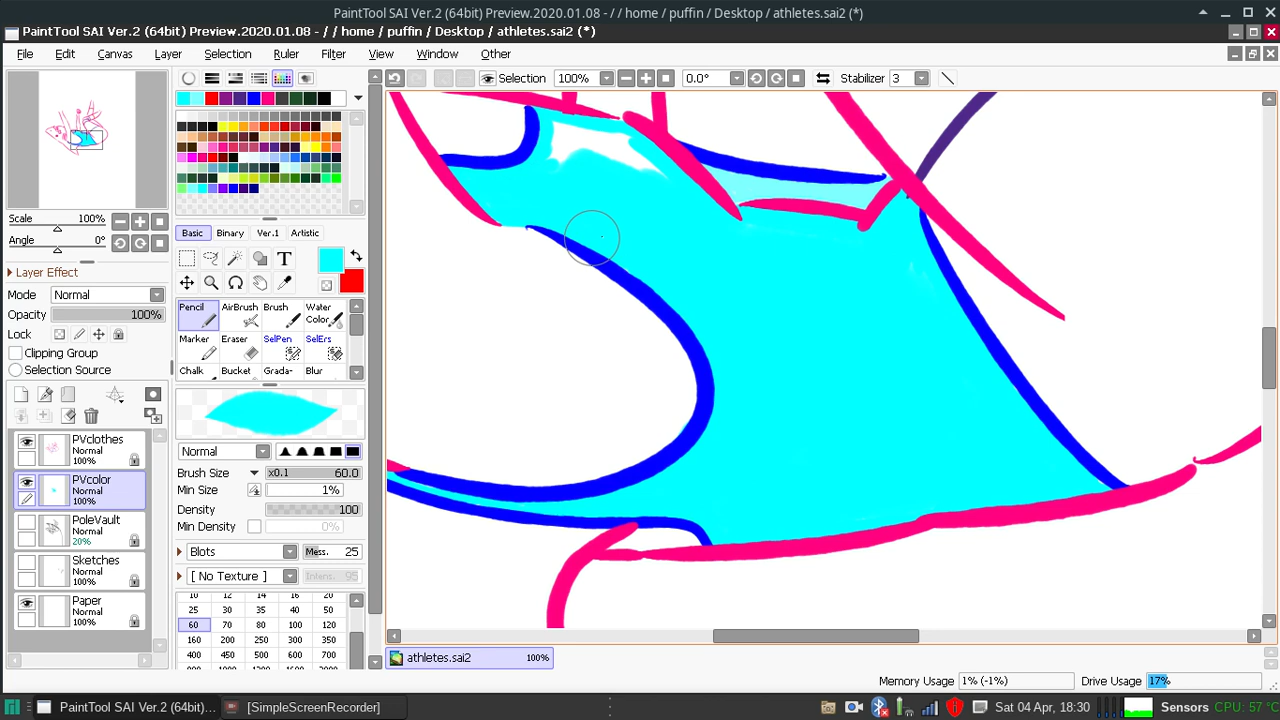 PaintTool SAI Ver.2 (64bit) Preview.2020.01.08 - / / home / puffin / Desktop / athletes.sai2 (*)
PaintTool SAI Ver.2 (64bit) Preview.2020.01.08 - / / home / puffin / Desktop / athletes.sai2 (*)
File Edit Canvas Layer Selection Ruler Filter View Window Other
Selection 100% 0.0° Stabilizer 3
Scale 100%
Angle 0°
Layer Effect
Mode Normal
Opacity 100%
Lock
Clipping Group
Selection Source
PVclothes
Normal
100%
PVcolor
Normal
100%
PoleVault
Normal
20%
Sketches
Normal
100%
Paper
Normal
100%
Basic Binary Ver.1 Artistic
T
Pencil AirBrush Brush Water Color
Marker Eraser SelPen SelErs
Chalk Bucket Grada- Blur
Normal
Brush Size x0.1 60.0
Min Size 1%
Density 100
Min Density 0%
Blots Mess. 25
[ No Texture ] Intens. 95
10 12 14 16 20
25 30 35 40 50
60 70 80 100 120
160 200 250 300 350
400 450 500 600 700
athletes.sai2 100%
Memory Usage 1% (-1%) Drive Usage 17%
PaintTool SAI Ver.2 (64bit)... [SimpleScreenRecorder] Sat 04 Apr, 18:30 Sensors CPU: 57 °C